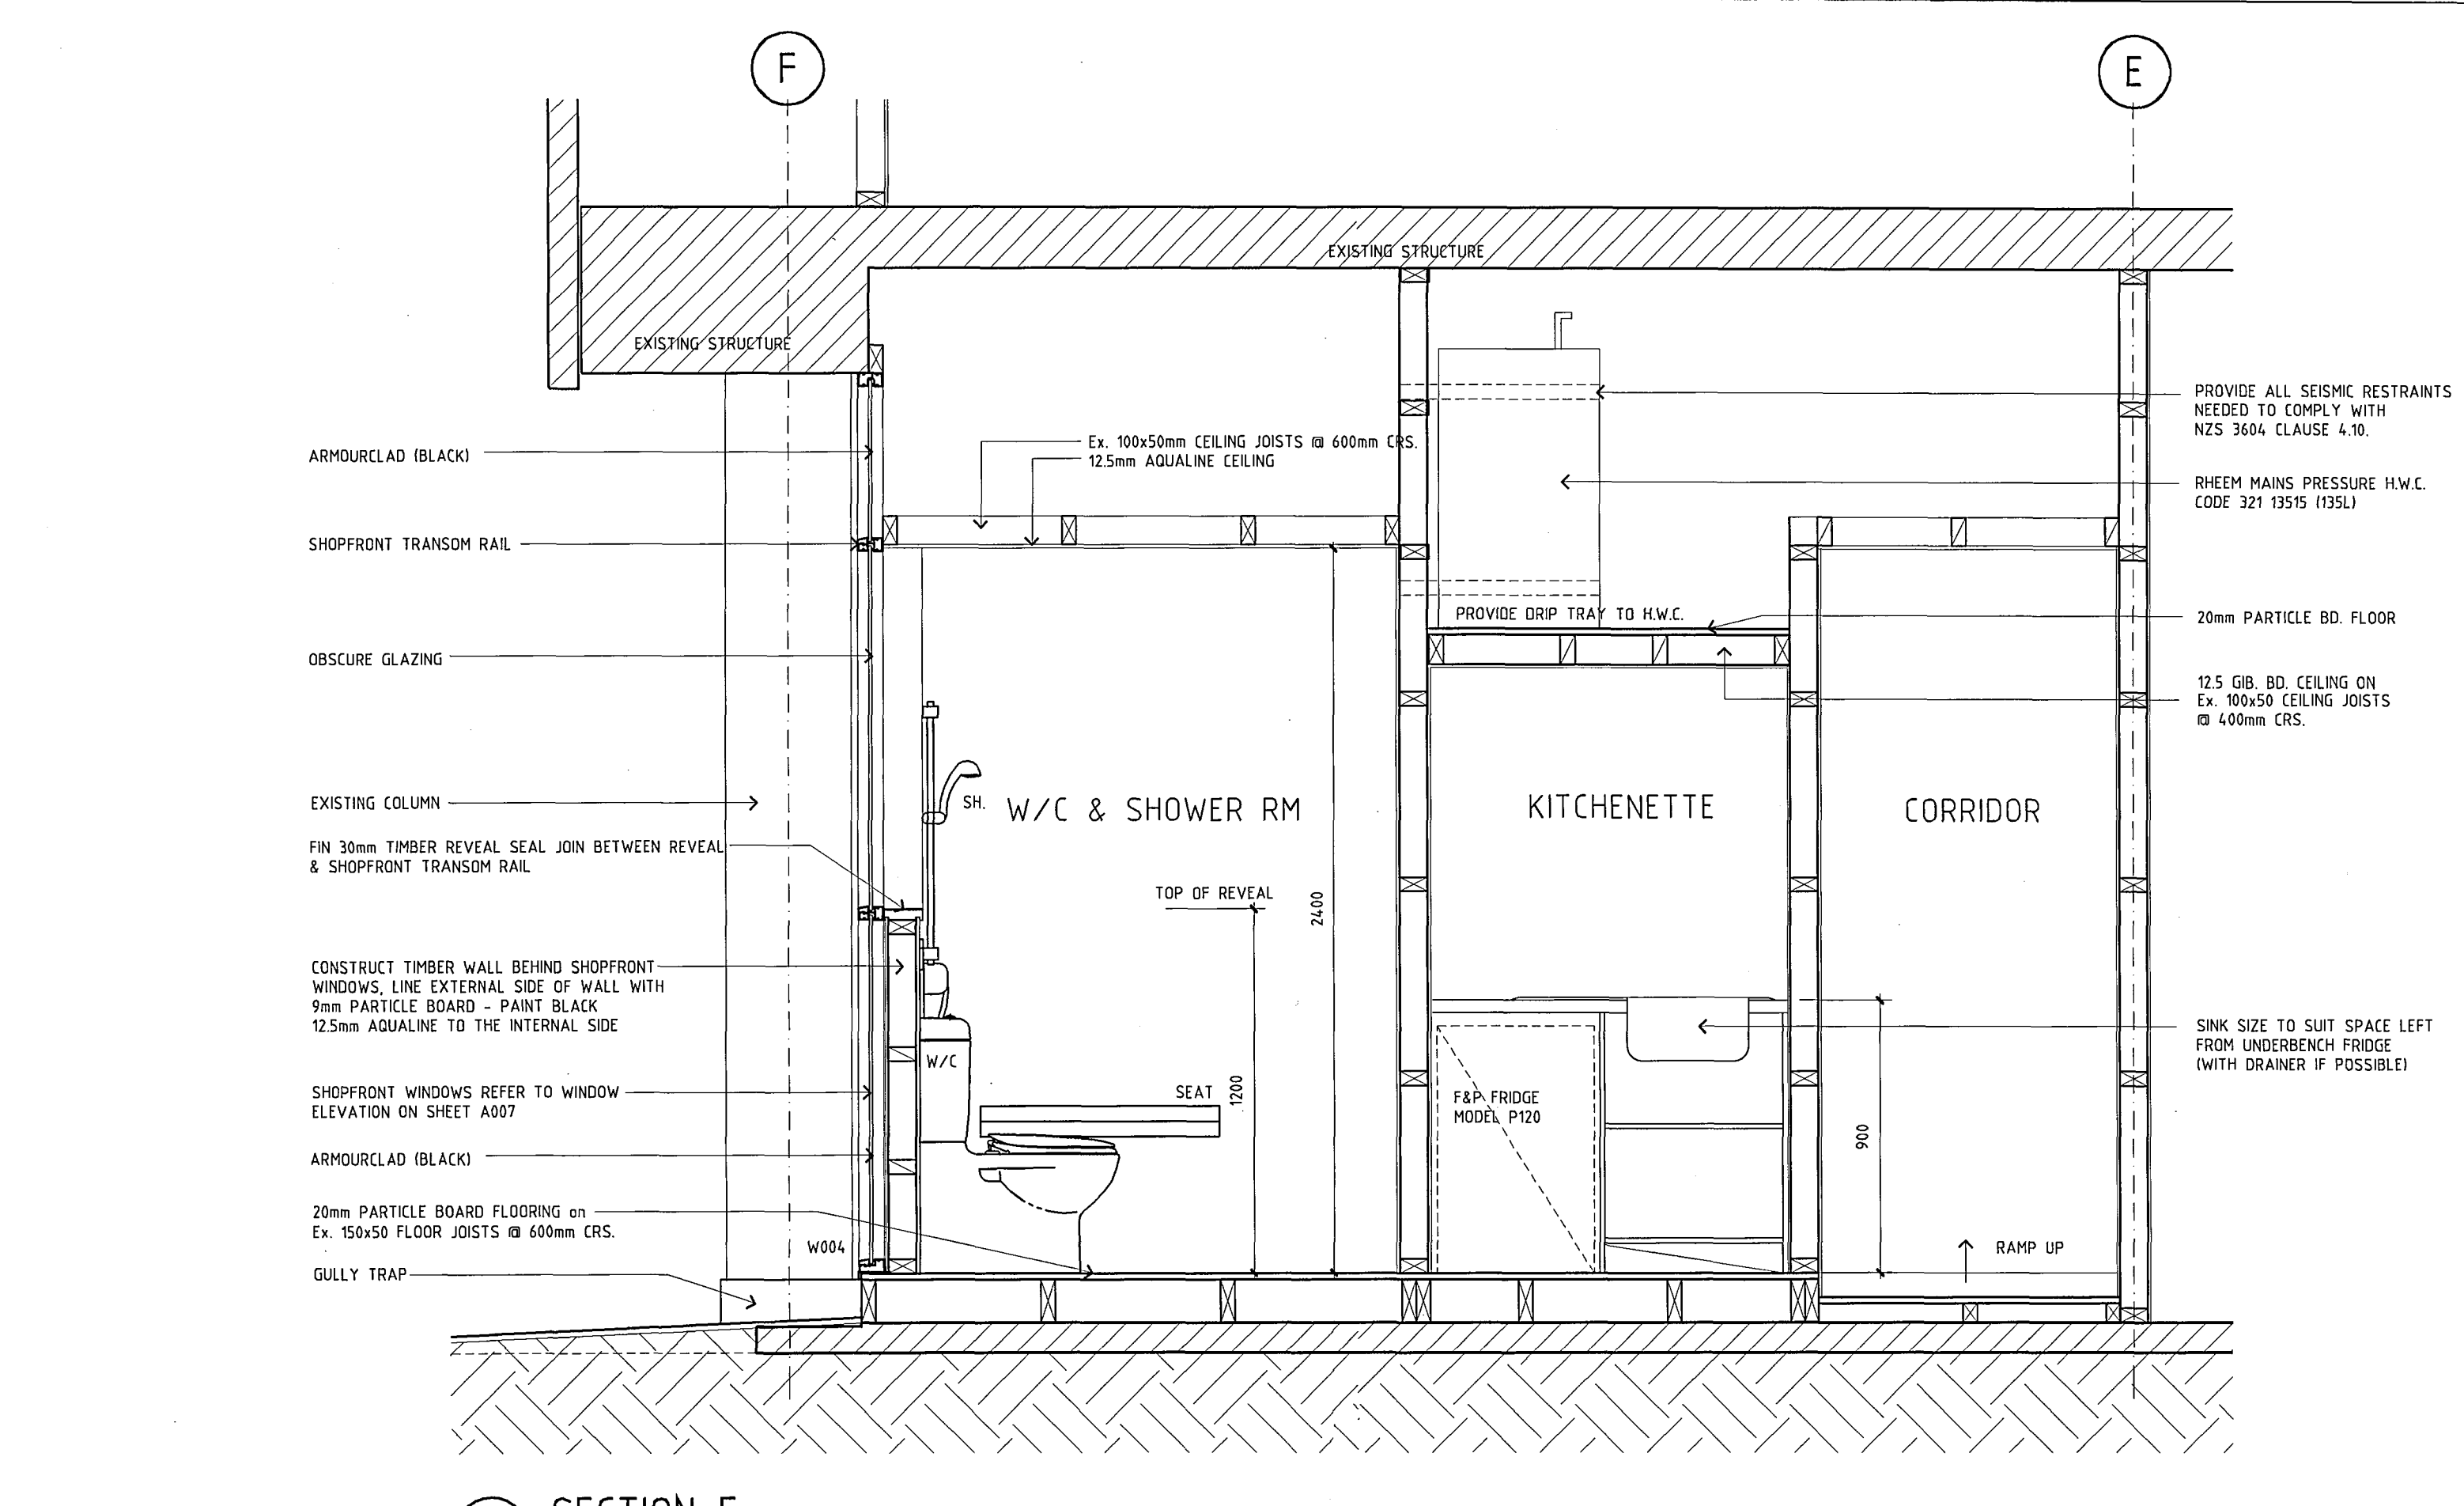 F
E
EXISTING STRUCTURE
EXISTING STRUCTURE
ARMOURCLAD (BLACK)
SHOPFRONT TRANSOM RAIL
OBSCURE GLAZING
EXISTING COLUMN
FIN 30mm TIMBER REVEAL SEAL JOIN BETWEEN REVEAL
& SHOPFRONT TRANSOM RAIL
CONSTRUCT TIMBER WALL BEHIND SHOPFRONT
WINDOWS, LINE EXTERNAL SIDE OF WALL WITH
9mm PARTICLE BOARD - PAINT BLACK
12.5mm AQUALINE TO THE INTERNAL SIDE
SHOPFRONT WINDOWS REFER TO WINDOW
ELEVATION ON SHEET A007
ARMOURCLAD (BLACK)
20mm PARTICLE BOARD FLOORING on
Ex. 150x50 FLOOR JOISTS @ 600mm CRS.
GULLY TRAP
W004
Ex. 100x50mm CEILING JOISTS @ 600mm CRS.
12.5mm AQUALINE CEILING
SH.
W/C & SHOWER RM
TOP OF REVEAL
2400
1200
W/C
SEAT
PROVIDE DRIP TRAY TO H.W.C.
KITCHENETTE
F&P FRIDGE
MODEL P120
CORRIDOR
900
RAMP UP
PROVIDE ALL SEISMIC RESTRAINTS
NEEDED TO COMPLY WITH
NZS 3604 CLAUSE 4.10.
RHEEM MAINS PRESSURE H.W.C.
CODE 321 13515 (135L)
20mm PARTICLE BD. FLOOR
12.5 GIB. BD. CEILING ON
Ex. 100x50 CEILING JOISTS
@ 400mm CRS.
SINK SIZE TO SUIT SPACE LEFT
FROM UNDERBENCH FRIDGE
(WITH DRAINER IF POSSIBLE)
SECTION